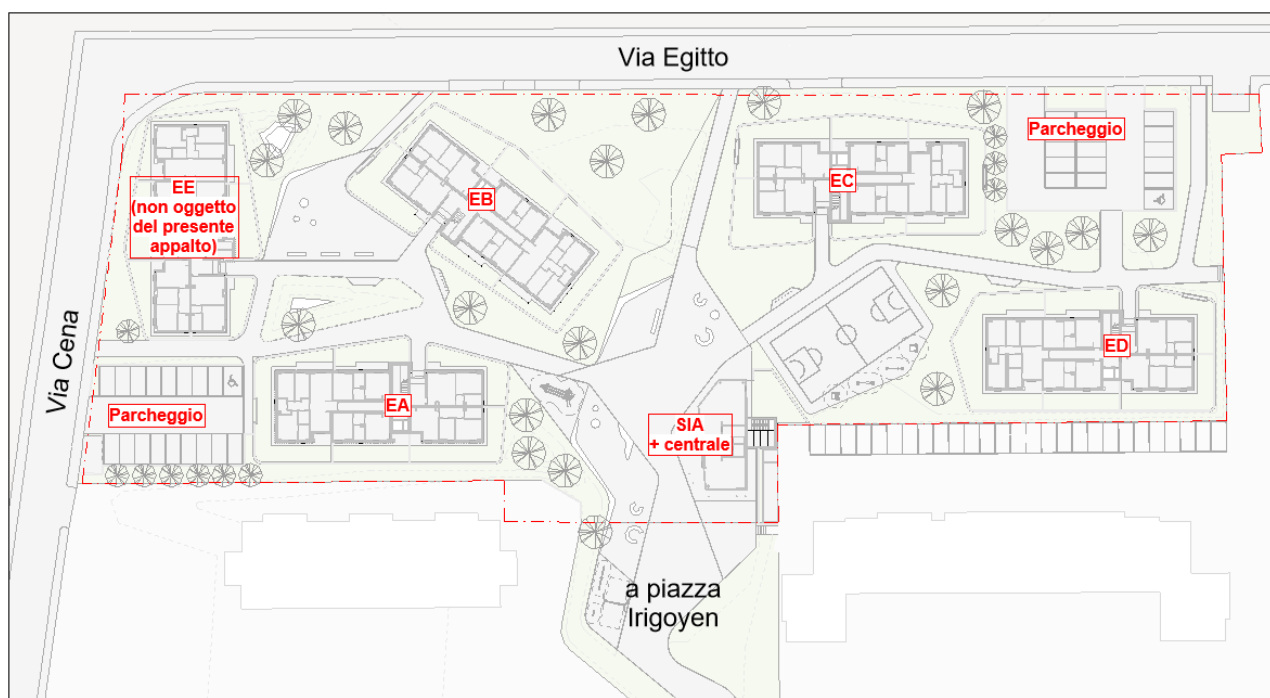 Via Egitto
Parcheggio
EE
(non oggetto
del presente
appalto)
EB
EC
Via Cena
ED
Parcheggio
EA
SIA
+ centrale
a piazza
Irigoyen